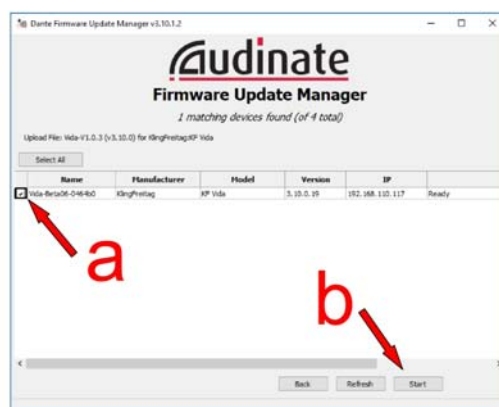 Dante Firmware Update Manager v3.10.1.2
Audinate
Firmware Update Manager
1 matching devices found (of 4 total)
Upload File: Vida-V1.0.3 (v3.10.0) for KlingFreitag:KF Vida
Select All
Name Manufacturer Model Version IP
Vida-Beta06-0464b0 KlingFreitag KF Vida 3.10.0.19 192.168.110.117 Ready
a
b
Back Refresh Start